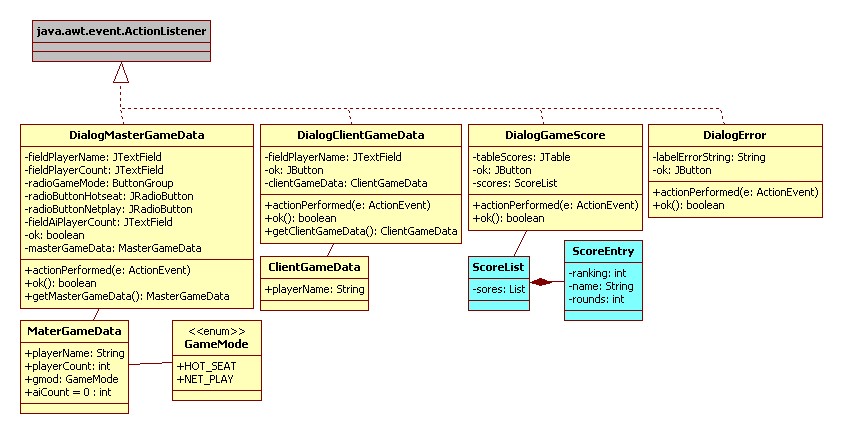 java.awt.event.ActionListener
DialogMasterGameData
-fieldPlayerName: JTextField
-fieldPlayerCount: JTextField
-radioGameMode: ButtonGroup
-radioButtonHotseat: JRadioButton
-radioButtonNetplay: JRadioButton
-fieldAiPlayerCount: JTextField
-ok: boolean
-masterGameData: MasterGameData
+actionPerformed(e: ActionEvent)
+ok(): boolean
+getMasterGameData(): MasterGameData
DialogClientGameData
-fieldPlayerName: JTextField
-ok: JButton
-clientGameData: ClientGameData
+actionPerformed(e: ActionEvent)
+ok(): boolean
+getClientGameData(): ClientGameData
DialogGameScore
-tableScores: JTable
-ok: JButton
-scores: ScoreList
+actionPerformed(e: ActionEvent)
+ok(): boolean
DialogError
-labelErrorString: String
-ok: JButton
+actionPerformed(e: ActionEvent)
+ok(): boolean
ClientGameData
+playerName: String
ScoreList
-sores: List
ScoreEntry
-ranking: int
-name: String
-rounds: int
MaterGameData
+playerName: String
+playerCount: int
+gmod: GameMode
+aiCount = 0 : int
<<enum>>
GameMode
+HOT_SEAT
+NET_PLAY